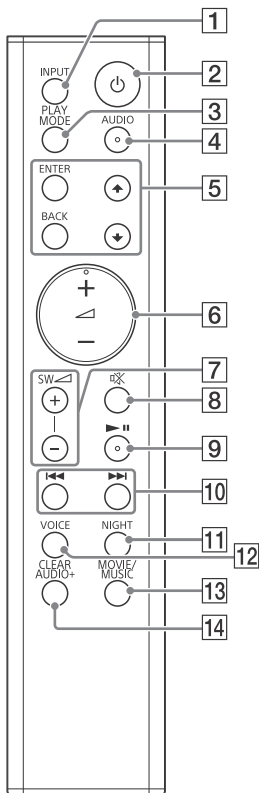 1
INPUT
2
PLAY
MODE
3
AUDIO
4
ENTER
5
BACK
+
6
−
7
SW
+
8
−
9
10
VOICE
NIGHT
11
12
CLEAR
AUDIO+
MOVIE/
MUSIC
13
14